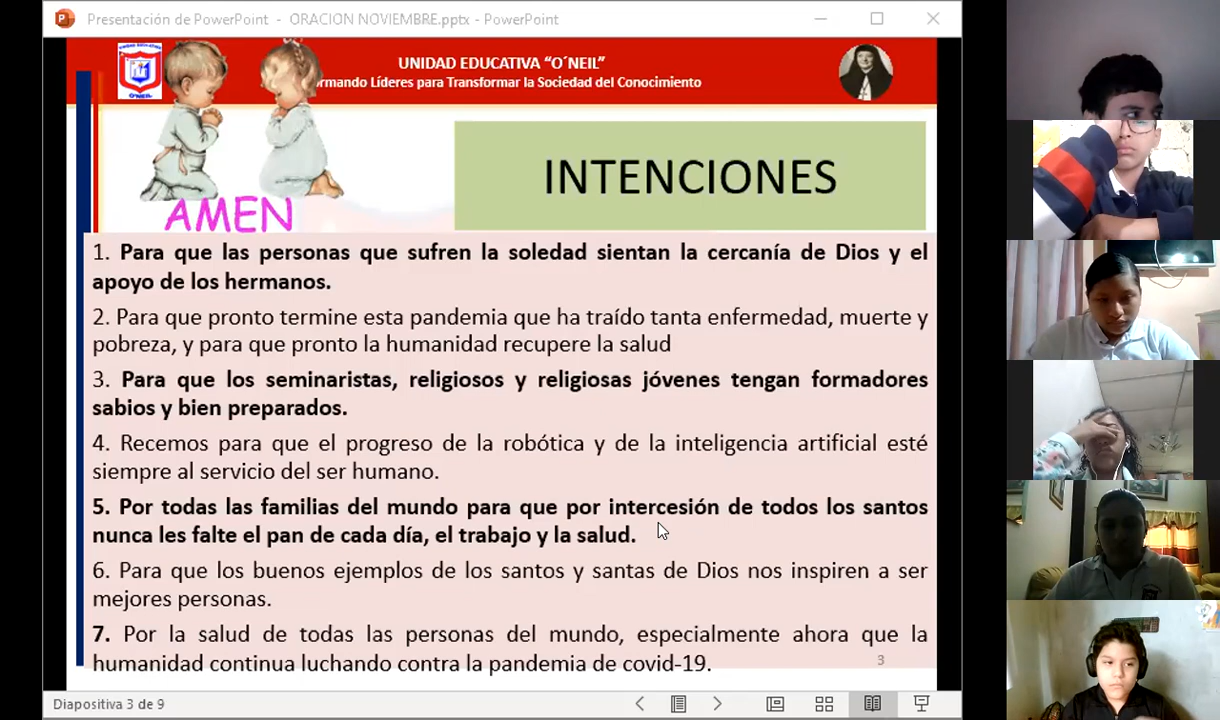 Presentación de PowerPoint - ORACION NOVIEMBRE.pptx - PowerPoint
UNIDAD EDUCATIVA “O´NEIL”
rmando Líderes para Transformar la Sociedad del Conocimiento
O'NEIL
AMEN
INTENCIONES
1. Para que las personas que sufren la soledad sientan la cercanía de Dios y el
apoyo de los hermanos.
2. Para que pronto termine esta pandemia que ha traído tanta enfermedad, muerte y
pobreza, y para que pronto la humanidad recupere la salud
3. Para que los seminaristas, religiosos y religiosas jóvenes tengan formadores
sabios y bien preparados.
4. Recemos para que el progreso de la robótica y de la inteligencia artificial esté
siempre al servicio del ser humano.
5. Por todas las familias del mundo para que por intercesión de todos los santos
nunca les falte el pan de cada día, el trabajo y la salud.
6. Para que los buenos ejemplos de los santos y santas de Dios nos inspiren a ser
mejores personas.
7. Por la salud de todas las personas del mundo, especialmente ahora que la
humanidad continua luchando contra la pandemia de covid-19.
3
Diapositiva 3 de 9